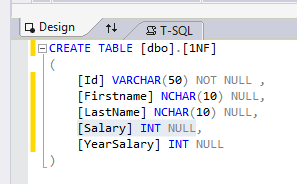 Design T-SQL
CREATE TABLE [dbo].[1NF]
(
[Id] VARCHAR(50) NOT NULL ,
[Firstname] NCHAR(10) NULL,
[LastName] NCHAR(10) NULL,
[Salary] INT NULL,
[YearSalary] INT NULL
)